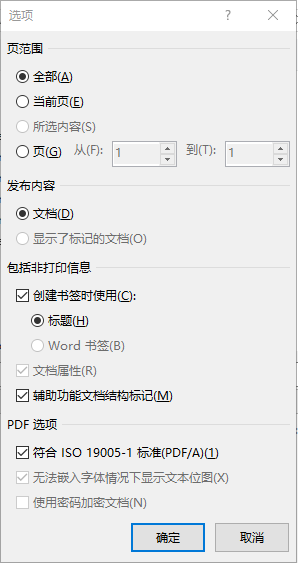 选项 ? ×
页范围
全部(A)
当前页(E)
所选内容(S)
页(G) 从(F): 1 到(T): 1
发布内容
文档(D)
显示了标记的文档(O)
包括非打印信息
创建书签时使用(C):
标题(H)
Word 书签(B)
文档属性(R)
辅助功能文档结构标记(M)
PDF 选项
符合 ISO 19005-1 标准(PDF/A)(1)
无法嵌入字体情况下显示文本位图(X)
使用密码加密文档(N)
确定 取消